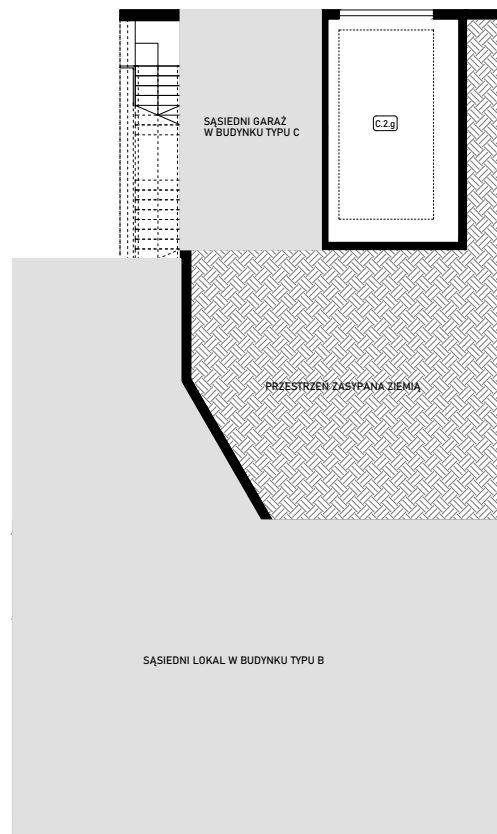 SĄSIEDNI GARAŻ
W BUDYNKU TYPU C
C.2.g
PRZESTRZEŃ ZASYPANA ZIEMIĄ
SĄSIEDNI LOKAL W BUDYNKU TYPU B